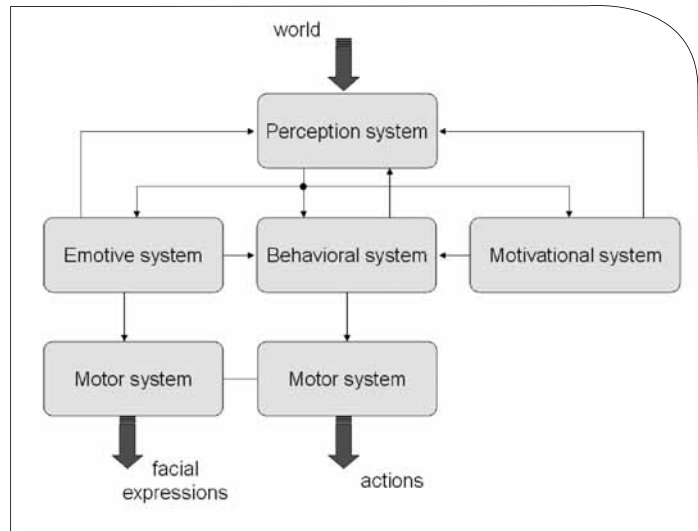 world
Perception system
Emotive system
Behavioral system
Motivational system
Motor system
Motor system
facial
expressions
actions